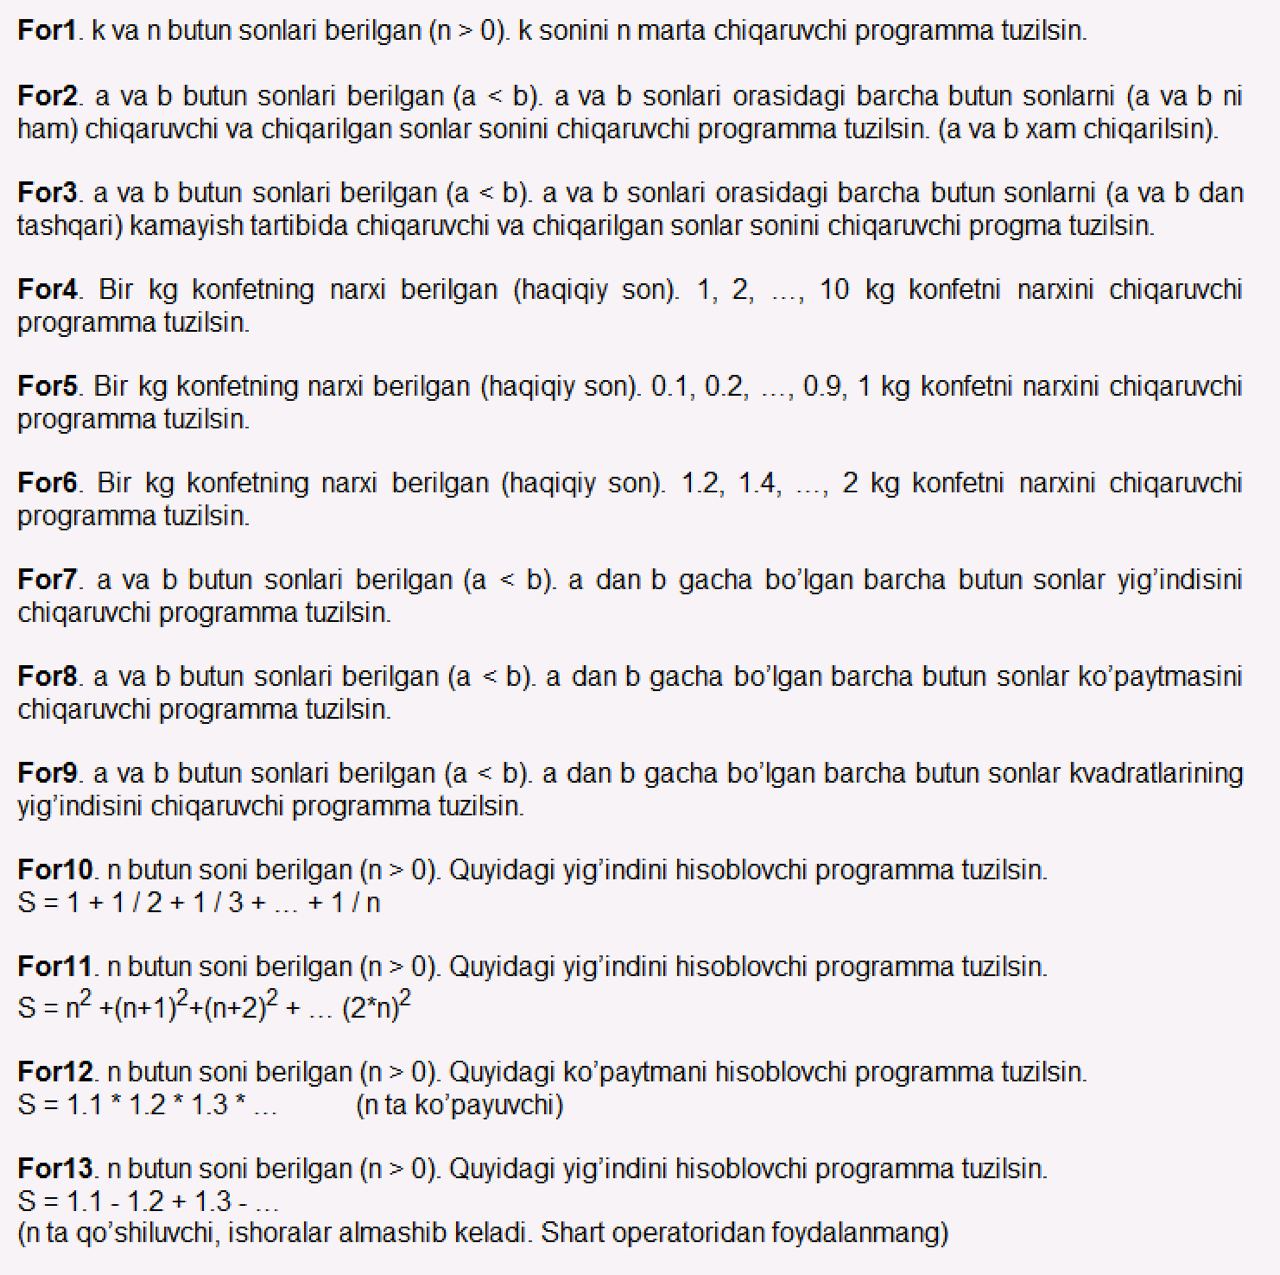 For1. k va n butun sonlari berilgan (n > 0). k sonini n marta chiqaruvchi programma tuzilsin.
For2. a va b butun sonlari berilgan (a < b). a va b sonlari orasidagi barcha butun sonlarni (a va b ni
ham) chiqaruvchi va chiqarilgan sonlar sonini chiqaruvchi programma tuzilsin. (a va b xam chiqarilsin).
For3. a va b butun sonlari berilgan (a < b). a va b sonlari orasidagi barcha butun sonlarni (a va b dan
tashqari) kamayish tartibida chiqaruvchi va chiqarilgan sonlar sonini chiqaruvchi progma tuzilsin.
For4. Bir kg konfetning narxi berilgan (haqiqiy son). 1, 2, …, 10 kg konfetni narxini chiqaruvchi
programma tuzilsin.
For5. Bir kg konfetning narxi berilgan (haqiqiy son). 0.1, 0.2, …, 0.9, 1 kg konfetni narxini chiqaruvchi
programma tuzilsin.
For6. Bir kg konfetning narxi berilgan (haqiqiy son). 1.2, 1.4, …, 2 kg konfetni narxini chiqaruvchi
programma tuzilsin.
For7. a va b butun sonlari berilgan (a < b). a dan b gacha bo’lgan barcha butun sonlar yig’indisini
chiqaruvchi programma tuzilsin.
For8. a va b butun sonlari berilgan (a < b). a dan b gacha bo’lgan barcha butun sonlar ko’paytmasini
chiqaruvchi programma tuzilsin.
For9. a va b butun sonlari berilgan (a < b). a dan b gacha bo’lgan barcha butun sonlar kvadratlarining
yig’indisini chiqaruvchi programma tuzilsin.
For10. n butun soni berilgan (n > 0). Quyidagi yig’indini hisoblovchi programma tuzilsin.
S = 1 + 1 / 2 + 1 / 3 + … + 1 / n
For11. n butun soni berilgan (n > 0). Quyidagi yig’indini hisoblovchi programma tuzilsin.
S = n² +(n+1)²+(n+2)² + … (2*n)²
For12. n butun soni berilgan (n > 0). Quyidagi ko’paytmani hisoblovchi programma tuzilsin.
S = 1.1 * 1.2 * 1.3 * … (n ta ko’payuvchi)
For13. n butun soni berilgan (n > 0). Quyidagi yig’indini hisoblovchi programma tuzilsin.
S = 1.1 - 1.2 + 1.3 - …
(n ta qo’shiluvchi, ishoralar almashib keladi. Shart operatoridan foydalanmang)